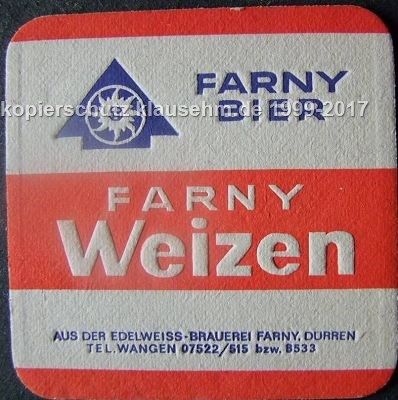 FARNY
BIER
kopierschutz klausehm.de 1999-2017
FARNY
Weizen
AUS DER EDELWEISS-BRAUEREI FARNY, DÜRREN
TEL. WANGEN 07522/515 bzw. 8533